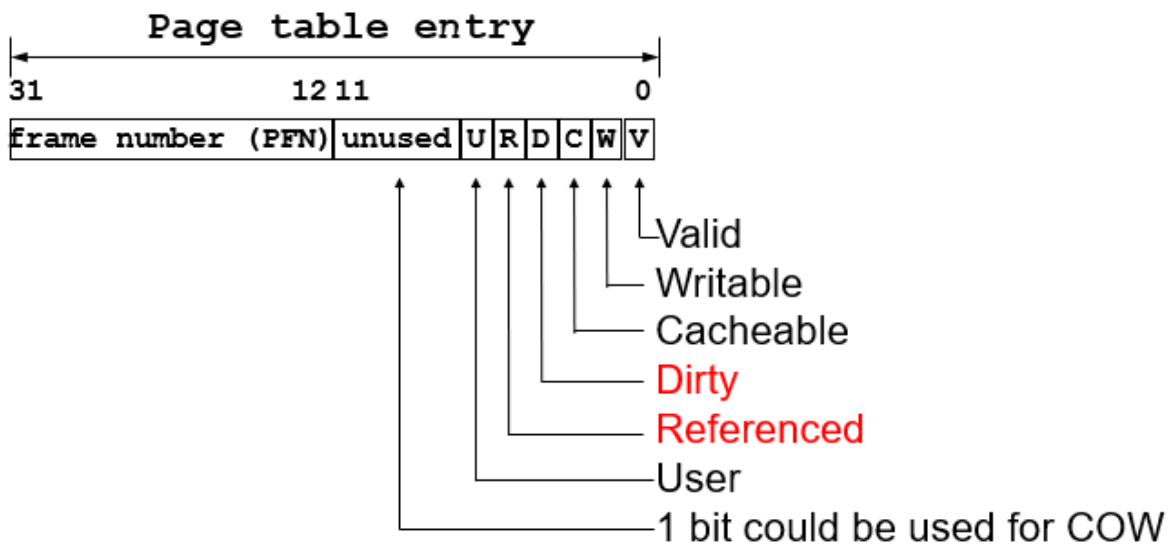 Page table entry
31 12 11 0
frame number (PFN) unused U R D C W V
Valid
Writable
Cacheable
Dirty
Referenced
User
1 bit could be used for COW